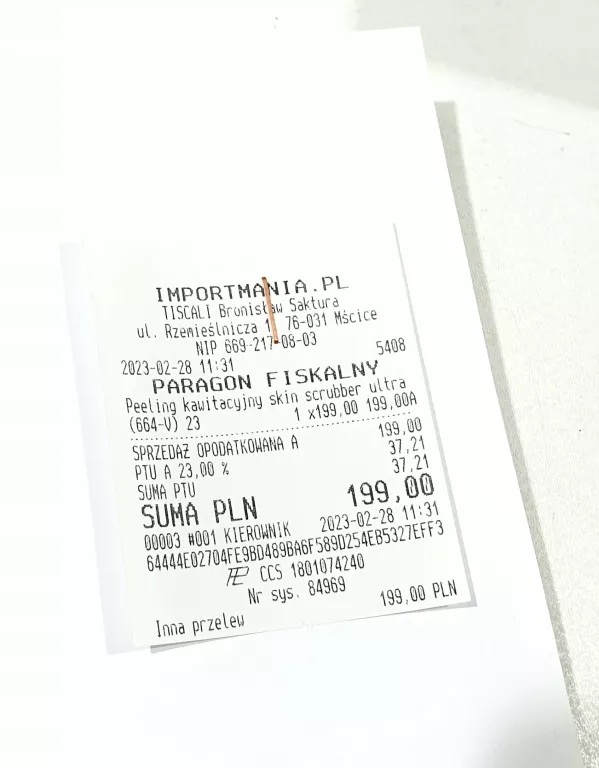 IMPORTMANIA.PL
TISCALI Bronisław Saktura
ul. Rzemieślnicza 1, 76-031 Mścice
NIP 669-217-08-03
2023-02-28 11:31 5408
PARAGON FISKALNY
Peeling kawitacyjny skin scrubber ultra
(664-V) 23 1 x199,00 199,00A
SPRZEDAŻ OPODATKOWANA A 199,00
PTU A 23,00 % 37,21
SUMA PTU 37,21
SUMA PLN 199,00
00003 #001 KIEROWNIK 2023-02-28 11:31
64444E02704FE9BD489BA6F589D254EB5327EFF3
CCS 1801074240
Nr sys. 84969
Inna przelew 199,00 PLN